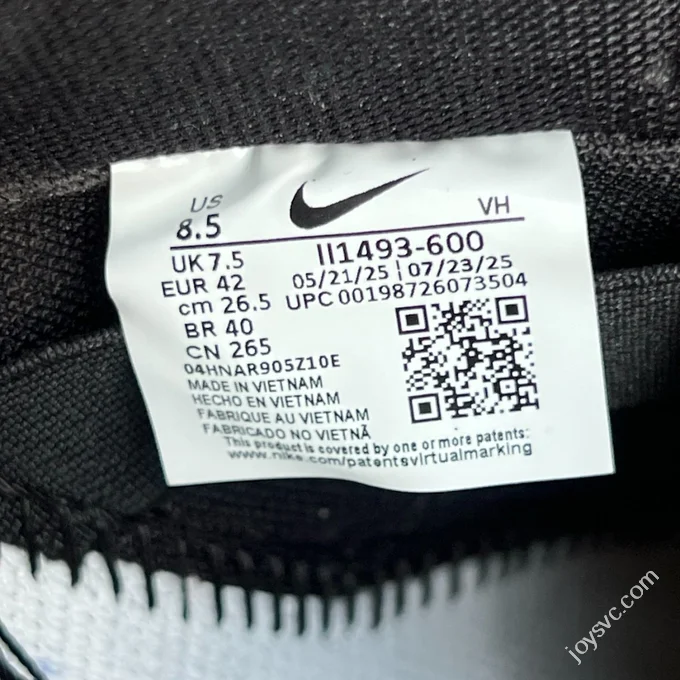 US
8.5
VH
UK 7.5
EUR 42
cm 26.5
BR 40
CN 265
II1493-600
05/21/25 | 07/23/25
UPC 00198726073504
04HNAR905Z10E
MADE IN VIETNAM
HECHO EN VIETNAM
FABRIQUE AU VIETNAM
FABRICADO NO VIETNÃ
This product is covered by one or more patents:
www.nike.com/patentsvirtualmarking
joysvc.com